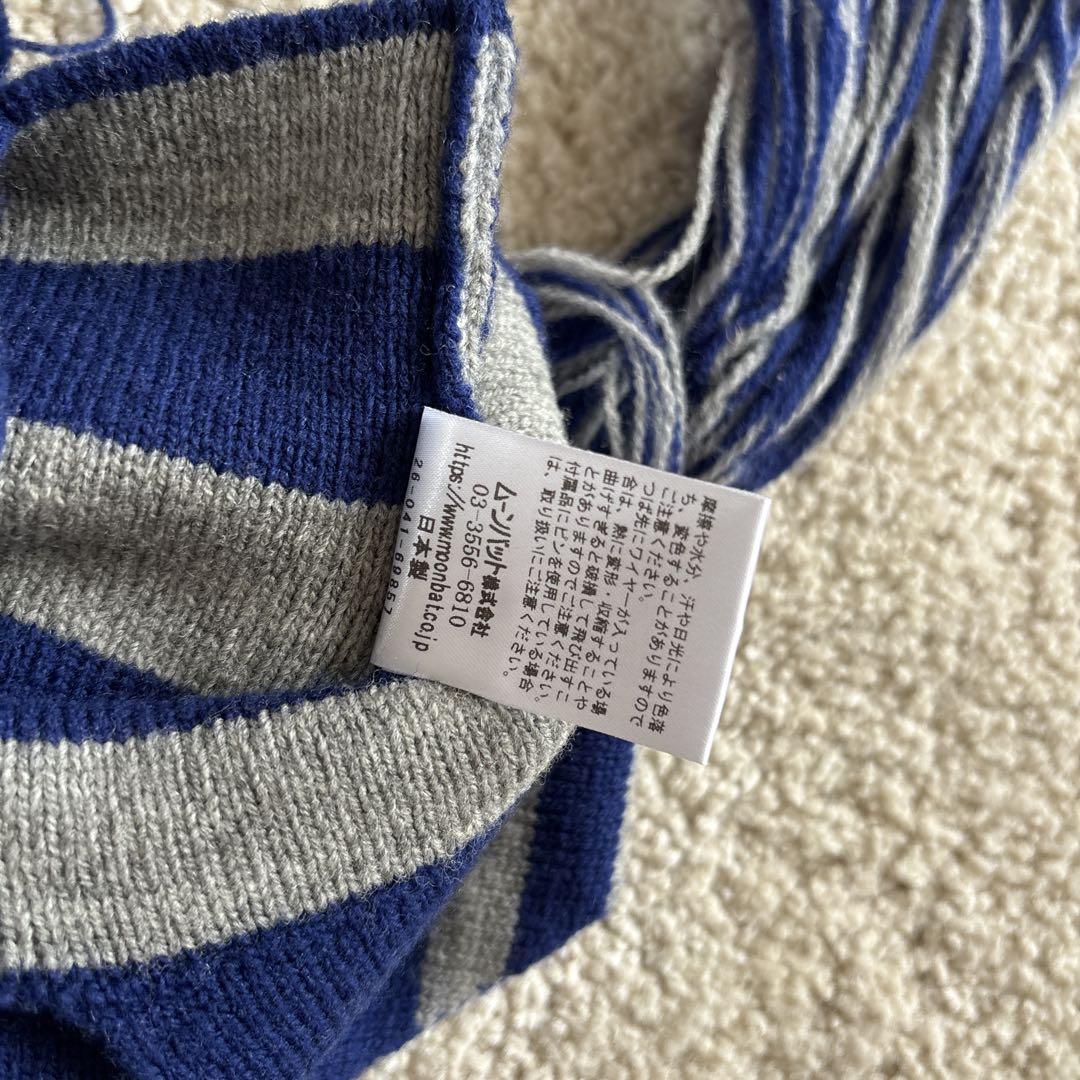 摩擦や水分、汗や日光により色落
ち、変色することがありますので
ご注意ください。
つば先にワイヤーが入っている場
合は、熱に変形・収縮することや
曲げすぎると破損して飛び出すこ
とがありますのでご注意ください。
付属品にピンを使用している場合
は、取り扱いにご注意ください。
ムーンバット株式会社
03-3556-6810
https://www.moonbat.co.jp
日本製
26-041-69857